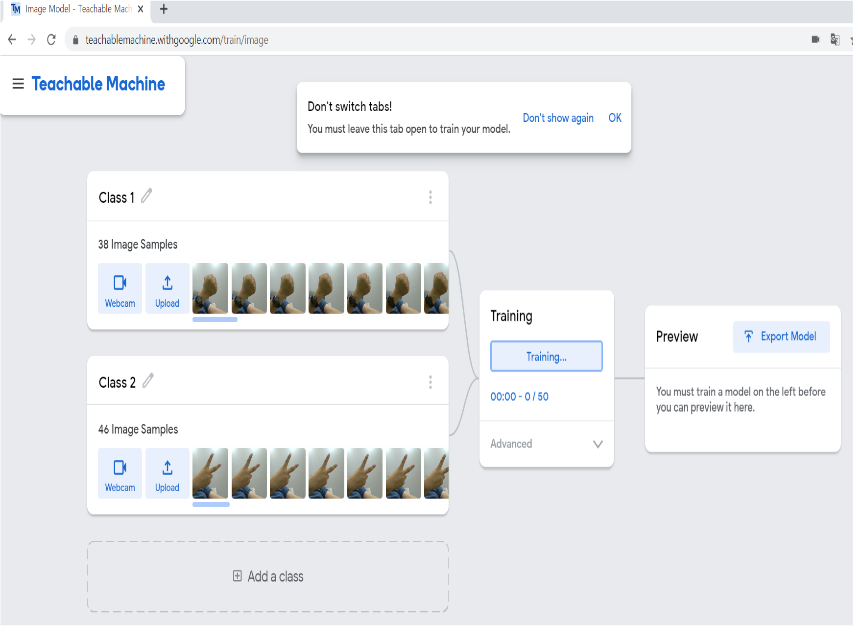 Image Model - Teachable Mach
teachablemachine.withgoogle.com/train/image
Teachable Machine
Don't switch tabs!
You must leave this tab open to train your model.
Don't show again
OK
Class 1
38 Image Samples
Webcam
Upload
Class 2
46 Image Samples
Webcam
Upload
Add a class
Training
Training...
00:00 - 0 / 50
Advanced
Preview
Export Model
You must train a model on the left before
you can preview it here.